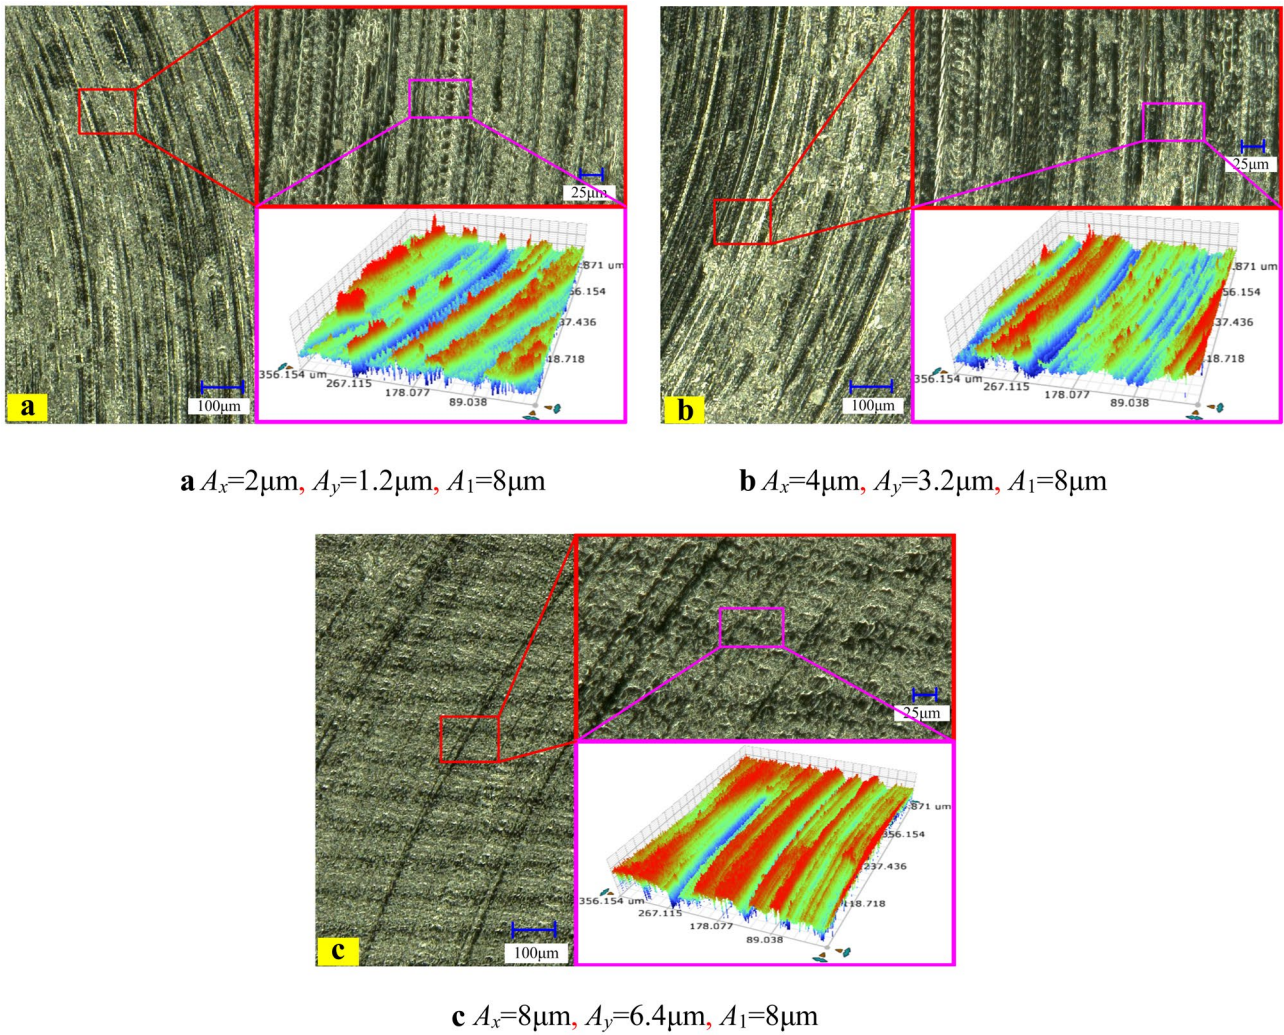 25μm
.871 um
56.154
37.436
18.718
356.154 um
267.115
178.077
89.038
100μm
a
25μm
.871 um
56.154
37.436
18.718
356.154 um
267.115
178.077
89.038
100μm
b
a Ax=2μm, Ay=1.2μm, A1=8μm
b Ax=4μm, Ay=3.2μm, A1=8μm
25μm
.871 um
356.154
237.436
118.718
356.154 um
267.115
178.077
89.038
100μm
c
c Ax=8μm, Ay=6.4μm, A1=8μm